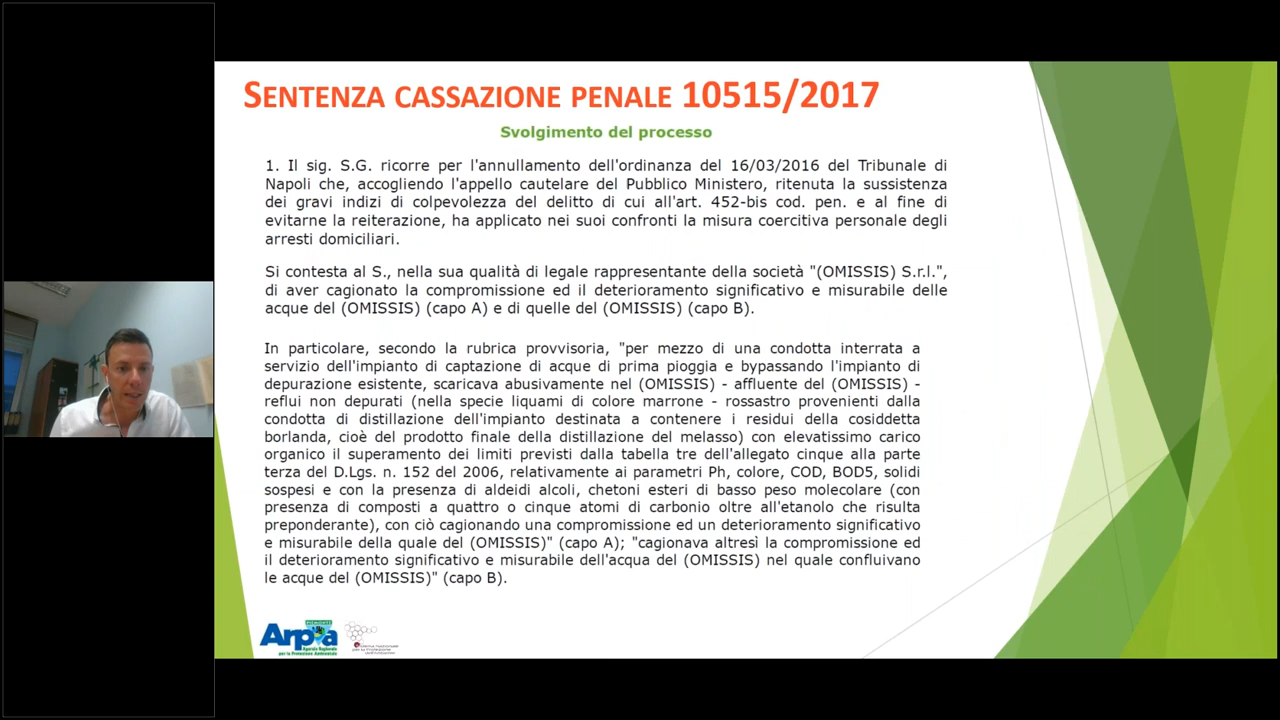 SENTENZA CASSAZIONE PENALE 10515/2017
Svolgimento del processo
1. Il sig. S.G. ricorre per l'annullamento dell'ordinanza del 16/03/2016 del Tribunale di
Napoli che, accogliendo l'appello cautelare del Pubblico Ministero, ritenuta la sussistenza
dei gravi indizi di colpevolezza del delitto di cui all'art. 452-bis cod. pen. e al fine di
evitarne la reiterazione, ha applicato nei suoi confronti la misura coercitiva personale degli
arresti domiciliari.
Si contesta al S., nella sua qualità di legale rappresentante della società "(OMISSIS) S.r.l.",
di aver cagionato la compromissione ed il deterioramento significativo e misurabile delle
acque del (OMISSIS) (capo A) e di quelle del (OMISSIS) (capo B).
In particolare, secondo la rubrica provvisoria, "per mezzo di una condotta interrata a
servizio dell'impianto di captazione di acque di prima pioggia e bypassando l'impianto di
depurazione esistente, scaricava abusivamente nel (OMISSIS) - affluente del (OMISSIS) -
reflui non depurati (nella specie liquami di colore marrone - rossastro provenienti dalla
condotta di distillazione dell'impianto destinata a contenere i residui della cosiddetta
borlanda, cioè del prodotto finale della distillazione del melasso) con elevatissimo carico
organico il superamento dei limiti previsti dalla tabella tre dell'allegato cinque alla parte
terza del D.Lgs. n. 152 del 2006, relativamente ai parametri Ph, colore, COD, BOD5, solidi
sospesi e con la presenza di aldeidi alcoli, chetoni esteri di basso peso molecolare (con
presenza di composti a quattro o cinque atomi di carbonio oltre all'etanolo che risulta
preponderante), con ciò cagionando una compromissione ed un deterioramento significativo
e misurabile della quale del (OMISSIS)" (capo A); "cagionava altresì la compromissione ed
il deterioramento significativo e misurabile dell'acqua del (OMISSIS) nel quale confluivano
le acque del (OMISSIS)" (capo B).
PIEMONTE
Arpa
Agenzia Regionale
per la Protezione Ambientale